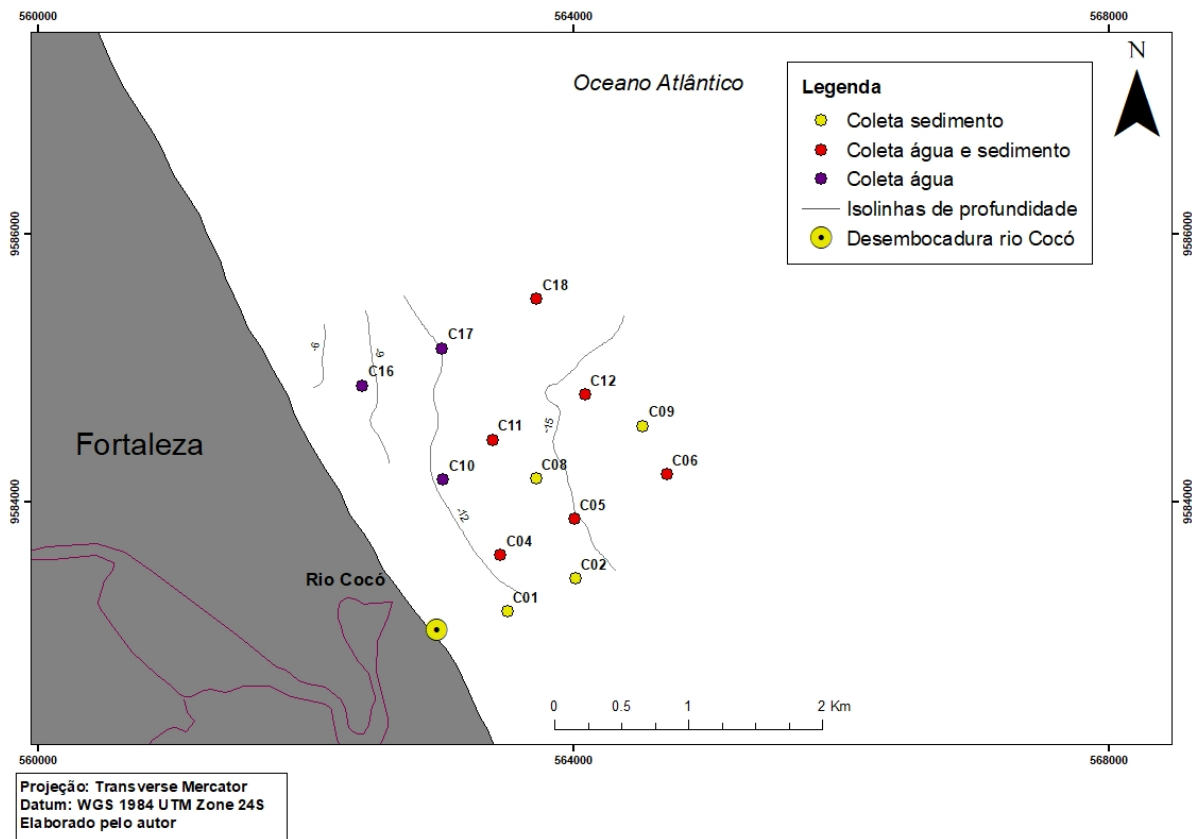 560000
564000
568000
N
Oceano Atlântico
Legenda
Coleta sedimento
Coleta água e sedimento
Coleta água
Isolinhas de profundidade
Desembocadura rio Cocó
9586000
9586000
C18
C17
-6
-9
C16
C12
C09
-15
C11
Fortaleza
C10
C08
C06
9584000
9584000
-12
C05
C04
C02
Rio Cocó
C01
0 0.5 1 2 Km
560000
564000
568000
Projeção: Transverse Mercator
Datum: WGS 1984 UTM Zone 24S
Elaborado pelo autor